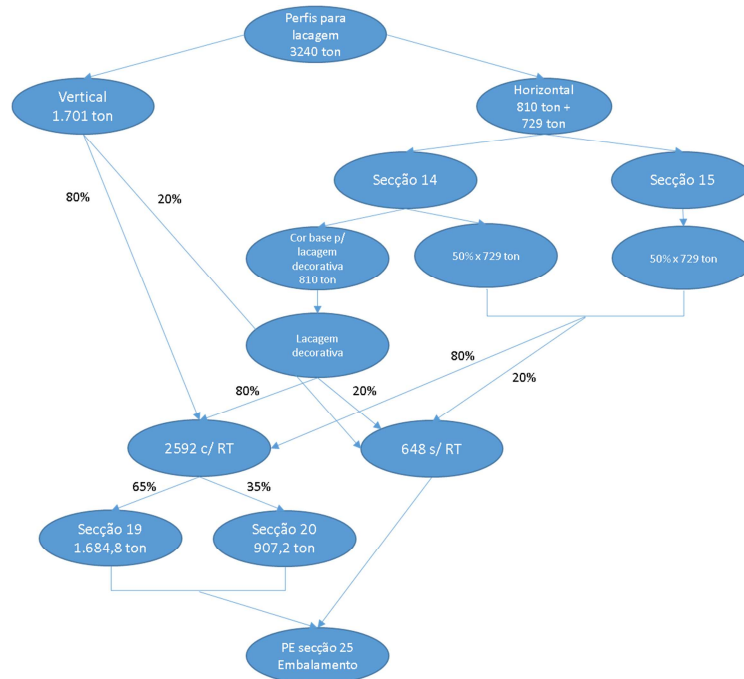 Perfis para
lacagem
3240 ton
Vertical
1.701 ton
Horizontal
810 ton +
729 ton
Secção 14
Secção 15
80%
20%
Cor base p/
lacagem
decorativa
810 ton
50% x 729 ton
50% x 729 ton
Lacagem
decorativa
80%
20%
80%
20%
2592 c/ RT
648 s/ RT
65%
35%
Secção 19
1.684,8 ton
Secção 20
907,2 ton
PE secção 25
Embalamento